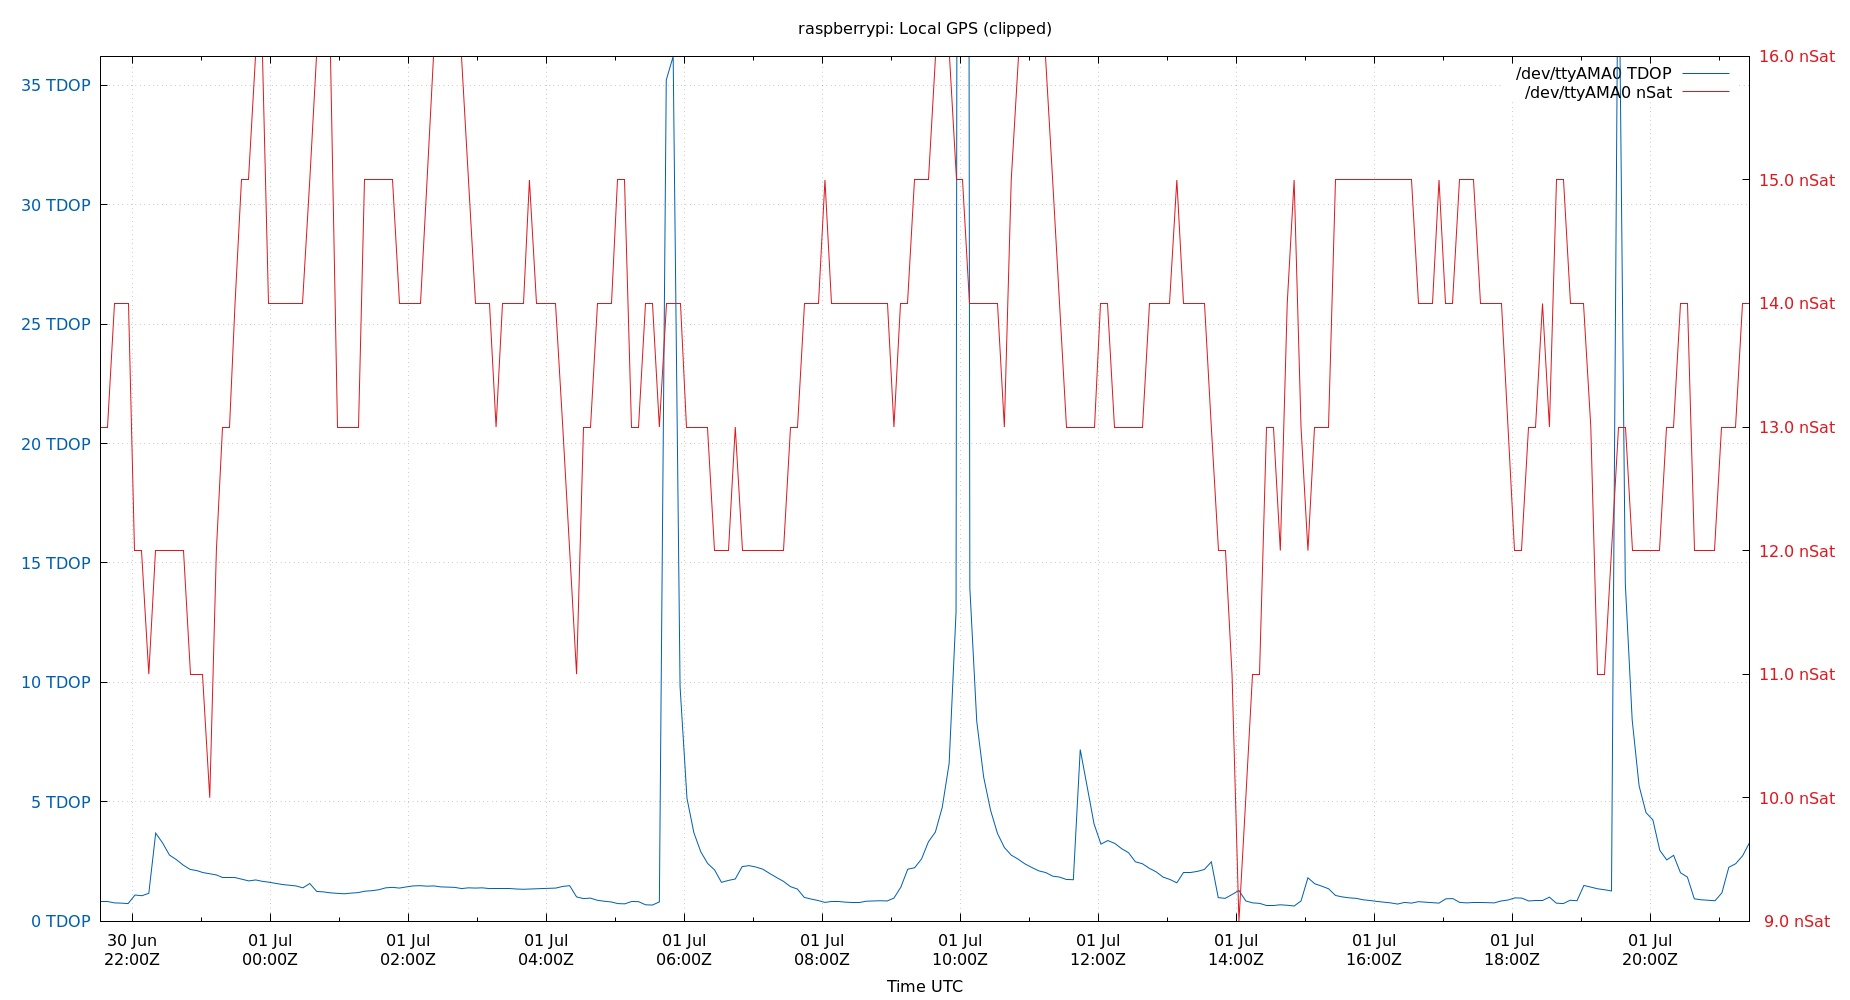 raspberrypi: Local GPS (clipped)
/dev/ttyAMA0 TDOP
/dev/ttyAMA0 nSat
35 TDOP
30 TDOP
25 TDOP
20 TDOP
15 TDOP
10 TDOP
5 TDOP
0 TDOP
16.0 nSat
15.0 nSat
14.0 nSat
13.0 nSat
12.0 nSat
11.0 nSat
10.0 nSat
9.0 nSat
30 Jun 01 Jul 01 Jul 01 Jul 01 Jul 01 Jul 01 Jul 01 Jul 01 Jul 01 Jul 01 Jul 01 Jul
22:00Z 00:00Z 02:00Z 04:00Z 06:00Z 08:00Z 10:00Z 12:00Z 14:00Z 16:00Z 18:00Z 20:00Z
Time UTC